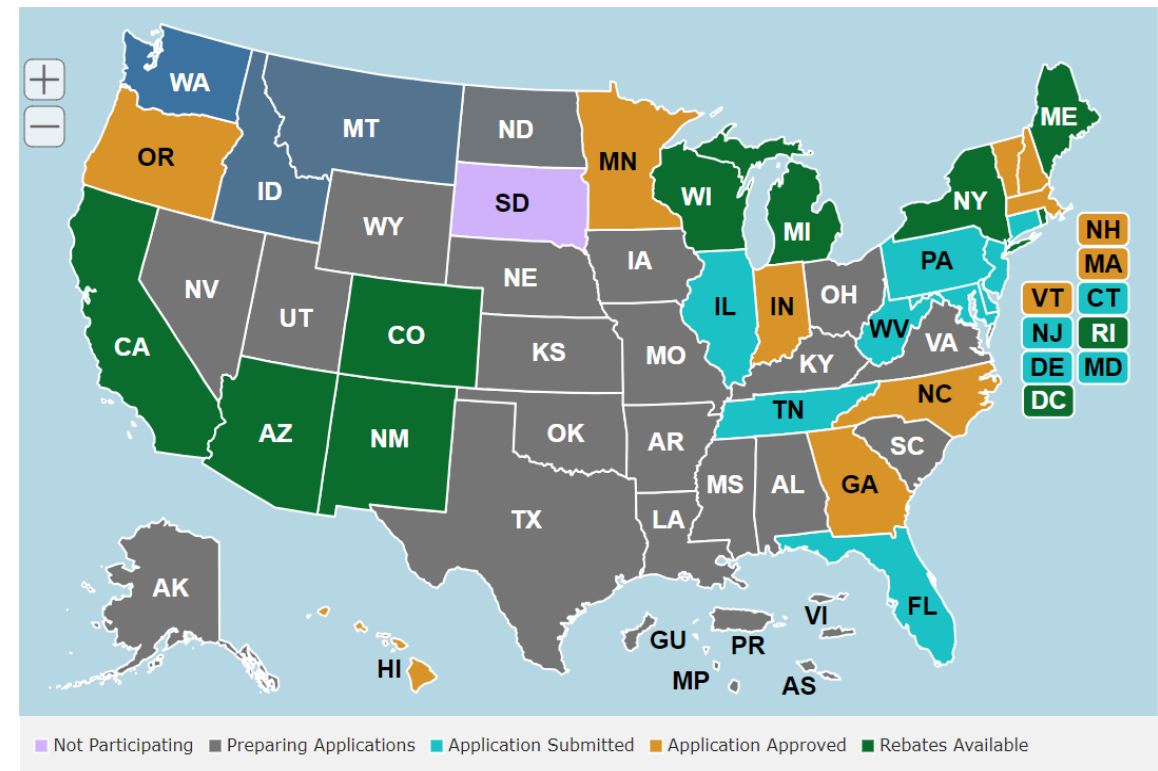 +
−
WA
MT
ND
MN
ME
OR
ID
SD
WI
NY
WY
MI
NH
IA
PA
MA
NE
NV
IL
IN
OH
VT
CT
UT
WV
NJ
RI
CA
CO
KS
MO
KY
VA
DE
MD
TN
NC
DC
AZ
NM
OK
AR
SC
MS
AL
GA
TX
LA
AK
FL
VI
GU
PR
HI
MP
AS
Not Participating Preparing Applications Application Submitted Application Approved Rebates Available